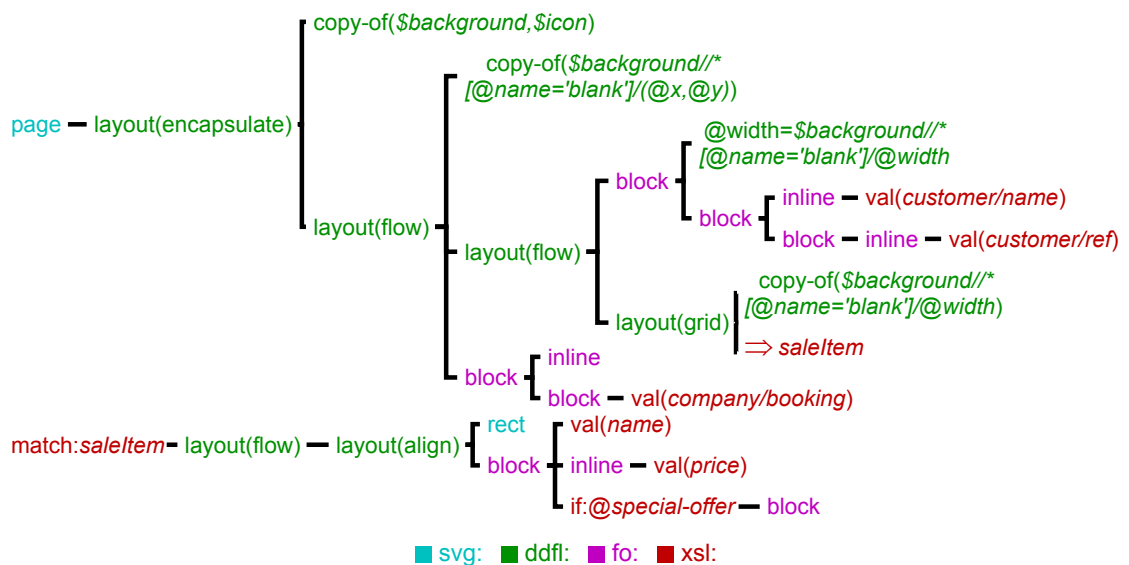 copy-of($background,$icon)
copy-of($background//*
[@name='blank']/(@x,@y))
page layout(encapsulate)
@width=$background//*
[@name='blank']/@width
block
inline val(customer/name)
block
layout(flow)
block inline val(customer/ref)
layout(flow)
copy-of($background//*
[@name='blank']/@width)
layout(grid)
⇒ saleItem
inline
block
block val(company/booking)
rect val(name)
match:saleItem layout(flow) layout(align)
block inline val(price)
if:@special-offer block
svg: ddfl: fo: xsl: